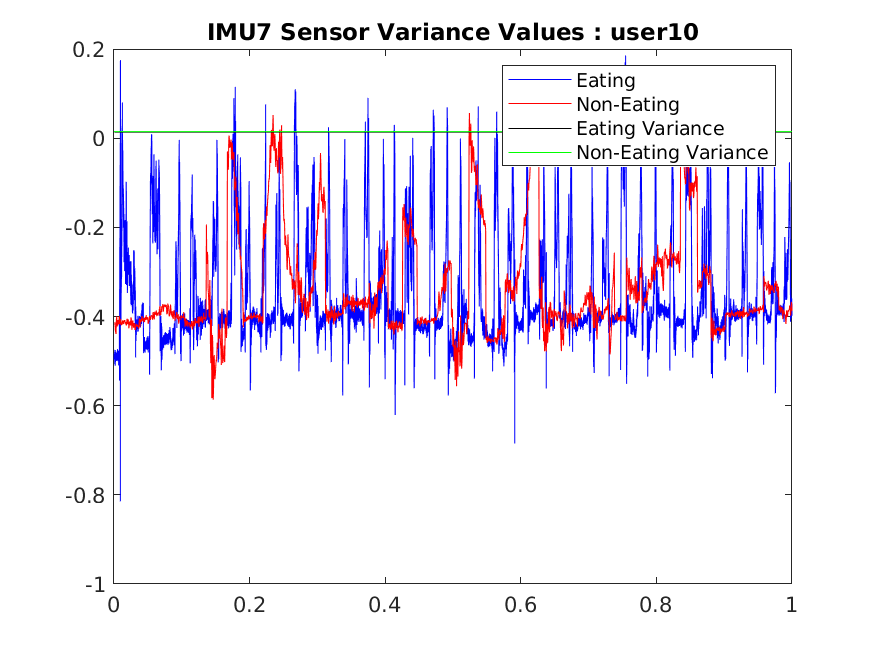 IMU7 Sensor Variance Values : user10
0.2
0
-0.2
-0.4
-0.6
-0.8
-1
Eating
Non-Eating
Eating Variance
Non-Eating Variance
0 0.2 0.4 0.6 0.8 1